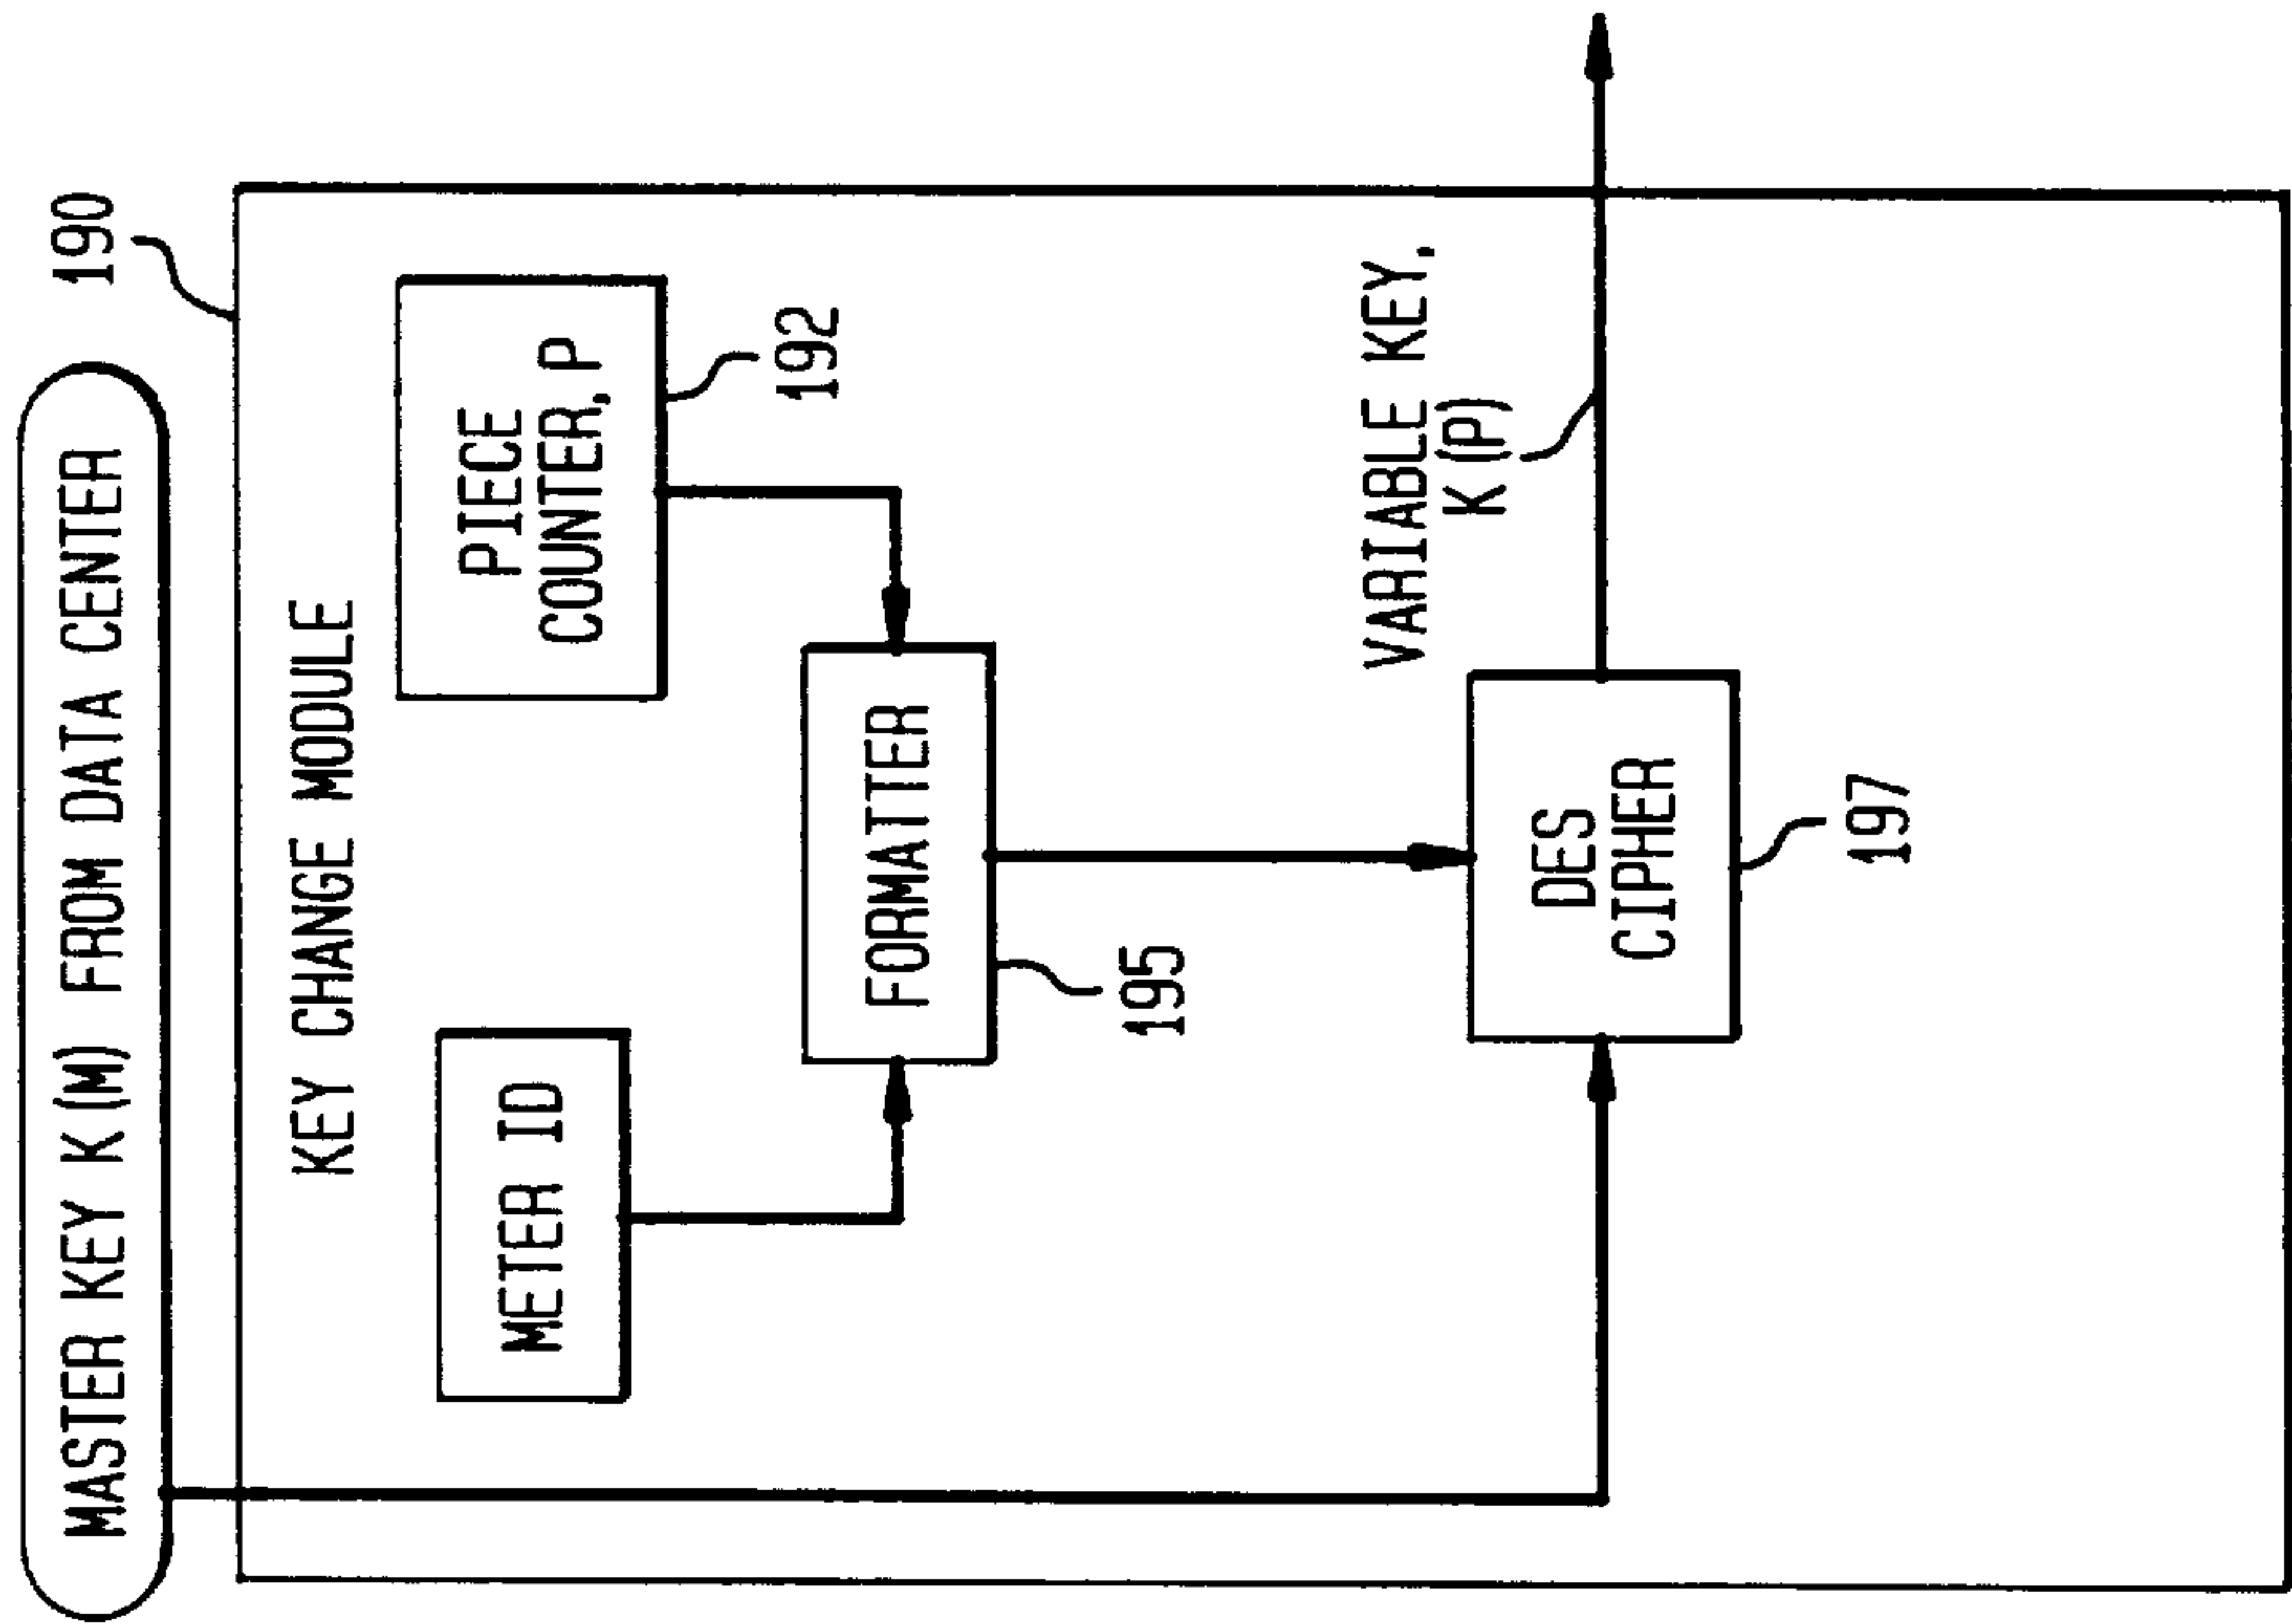 MASTER KEY K(M) FROM DATA CENTER
190
KEY CHANGE MODULE
METER ID
PIECE
COUNTER, P
192
FORMATTER
195
VARIABLE KEY,
K(P)
DES
CIPHER
197